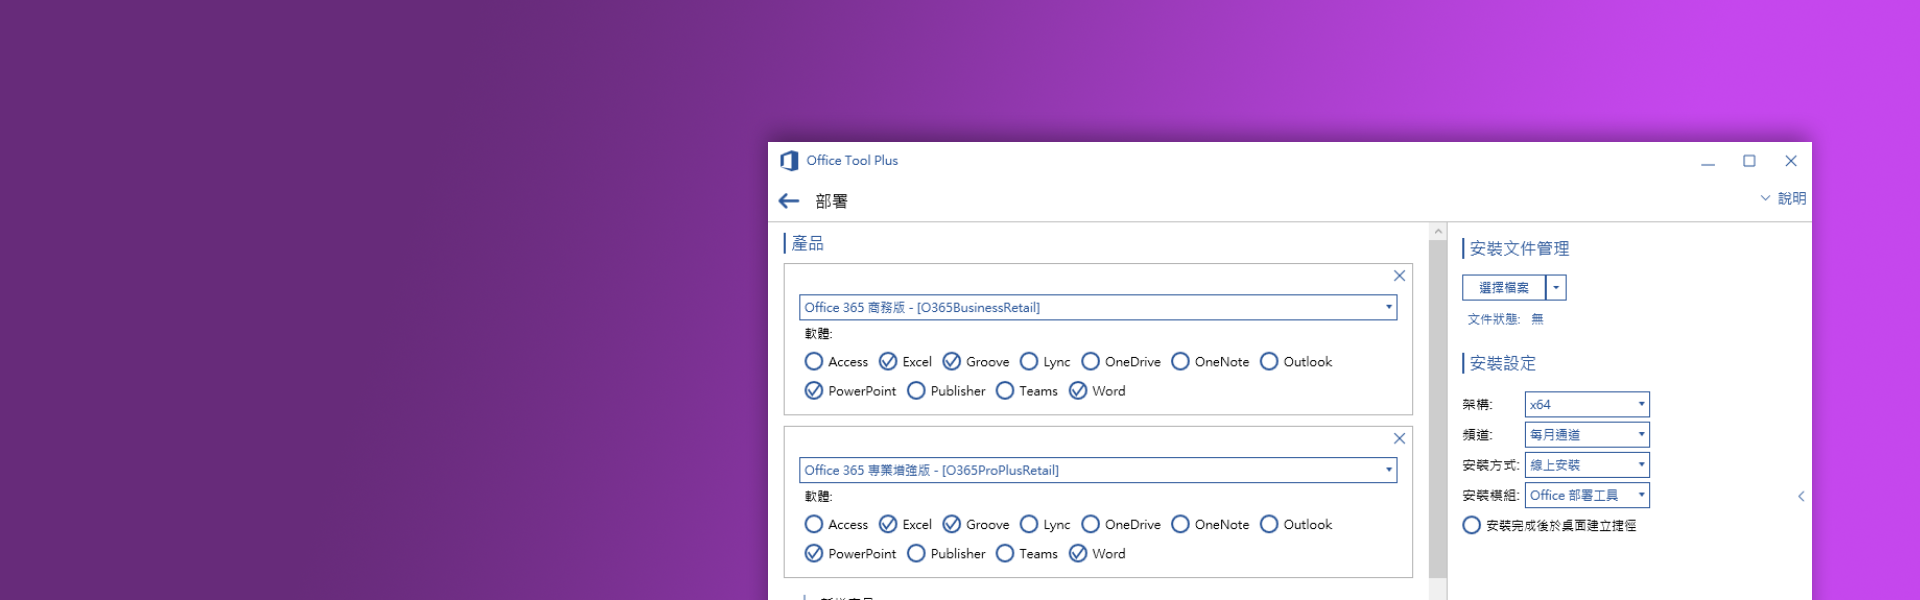 Office Tool Plus
部署
說明
產品
Office 365 商務版 - [O365BusinessRetail]
軟體:
Access Excel Groove Lync OneDrive OneNote Outlook
PowerPoint Publisher Teams Word
Office 365 專業增強版 - [O365ProPlusRetail]
軟體:
Access Excel Groove Lync OneDrive OneNote Outlook
PowerPoint Publisher Teams Word
安裝文件管理
選擇檔案
文件狀態: 無
安裝設定
架構: x64
頻道: 每月通道
安裝方式: 線上安裝
安裝模組: Office 部署工具
安裝完成後於桌面建立捷徑